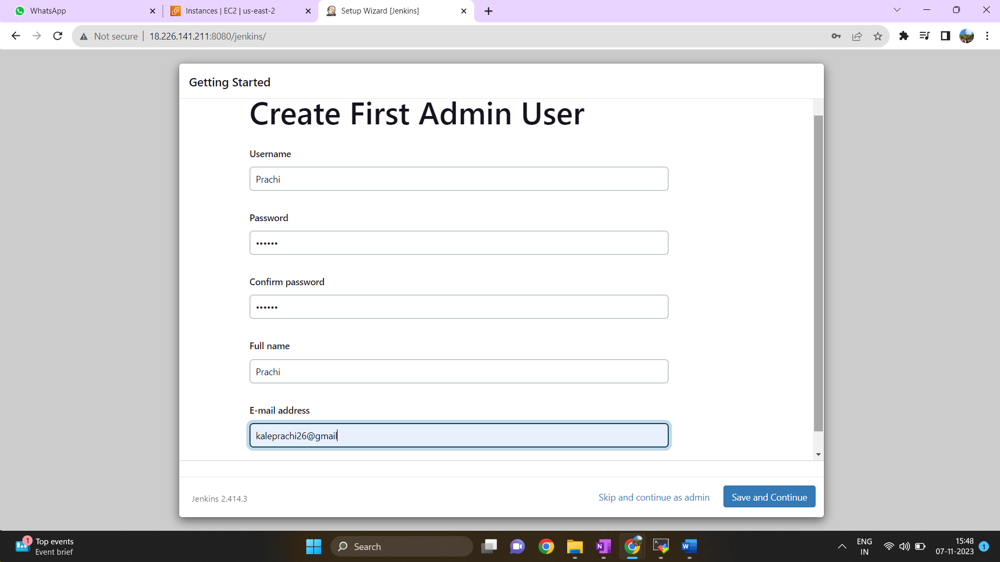 WhatsApp
Instances | EC2 | us-east-2
Setup Wizard [Jenkins]
Not secure
18.226.141.211:8080/jenkins/
Getting Started
Create First Admin User
Username
Prachi
Password
••••••
Confirm password
••••••
Full name
Prachi
E-mail address
kaleprachi26@gmail
Jenkins 2.414.3
Skip and continue as admin
Save and Continue
1
Top events
Event brief
Search
N
W
ENG
IN
15:48
07-11-2023
1